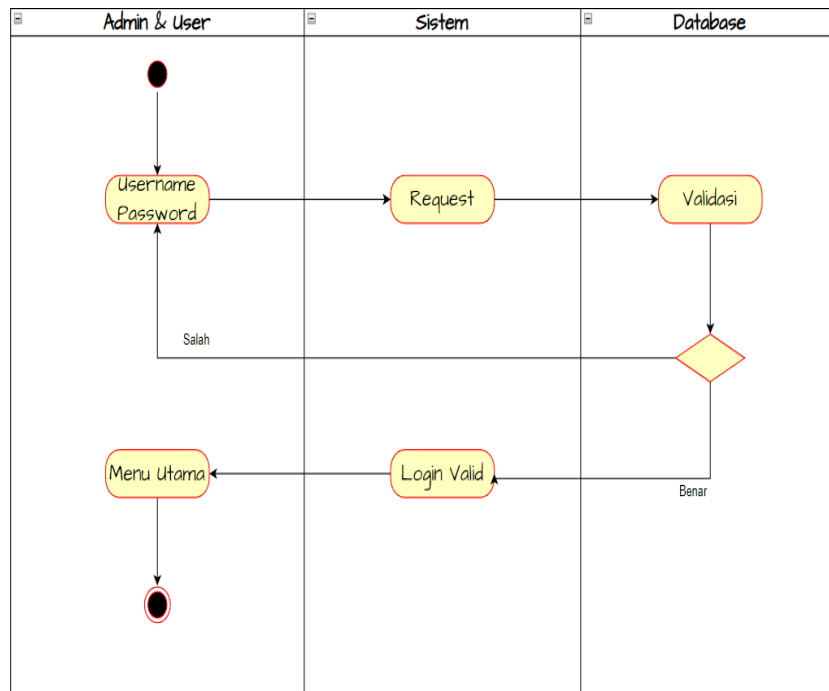 Admin & User
Sistem
Database
Username
Password
Request
Validasi
Salah
Menu Utama
Login Valid
Benar